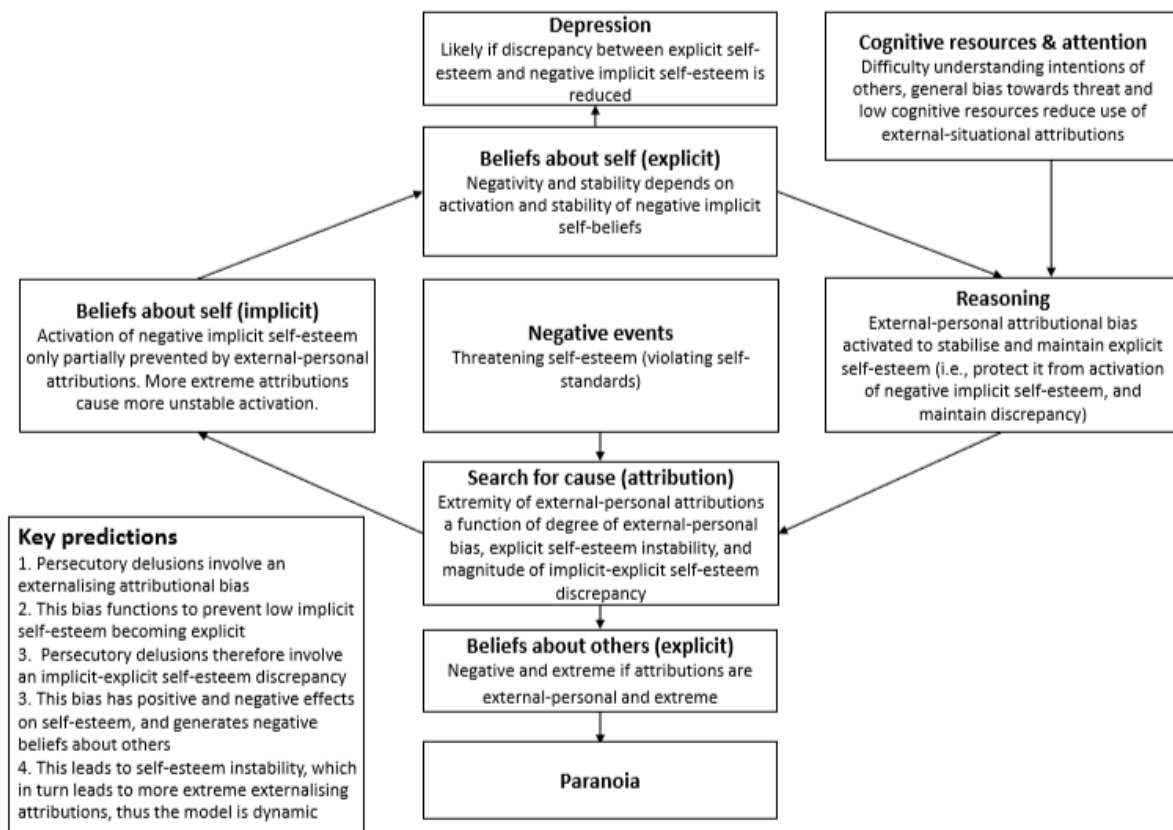 Depression
Likely if discrepancy between explicit self-
esteem and negative implicit self-esteem is
reduced
Cognitive resources & attention
Difficulty understanding intentions of
others, general bias towards threat and
low cognitive resources reduce use of
external-situational attributions
Beliefs about self (explicit)
Negativity and stability depends on
activation and stability of negative implicit
self-beliefs
Beliefs about self (implicit)
Activation of negative implicit self-esteem
only partially prevented by external-personal
attributions. More extreme attributions
cause more unstable activation.
Negative events
Threatening self-esteem (violating self-
standards)
Reasoning
External-personal attributional bias
activated to stabilise and maintain explicit
self-esteem (i.e., protect it from activation
of negative implicit self-esteem, and
maintain discrepancy)
Search for cause (attribution)
Extremity of external-personal attributions
a function of degree of external-personal
bias, explicit self-esteem instability, and
magnitude of implicit-explicit self-esteem
discrepancy
Key predictions
1. Persecutory delusions involve an
externalising attributional bias
2. This bias functions to prevent low implicit
self-esteem becoming explicit
3. Persecutory delusions therefore involve
an implicit-explicit self-esteem discrepancy
3. This bias has positive and negative effects
on self-esteem, and generates negative
beliefs about others
4. This leads to self-esteem instability, which
in turn leads to more extreme externalising
attributions, thus the model is dynamic
Beliefs about others (explicit)
Negative and extreme if attributions are
external-personal and extreme
Paranoia